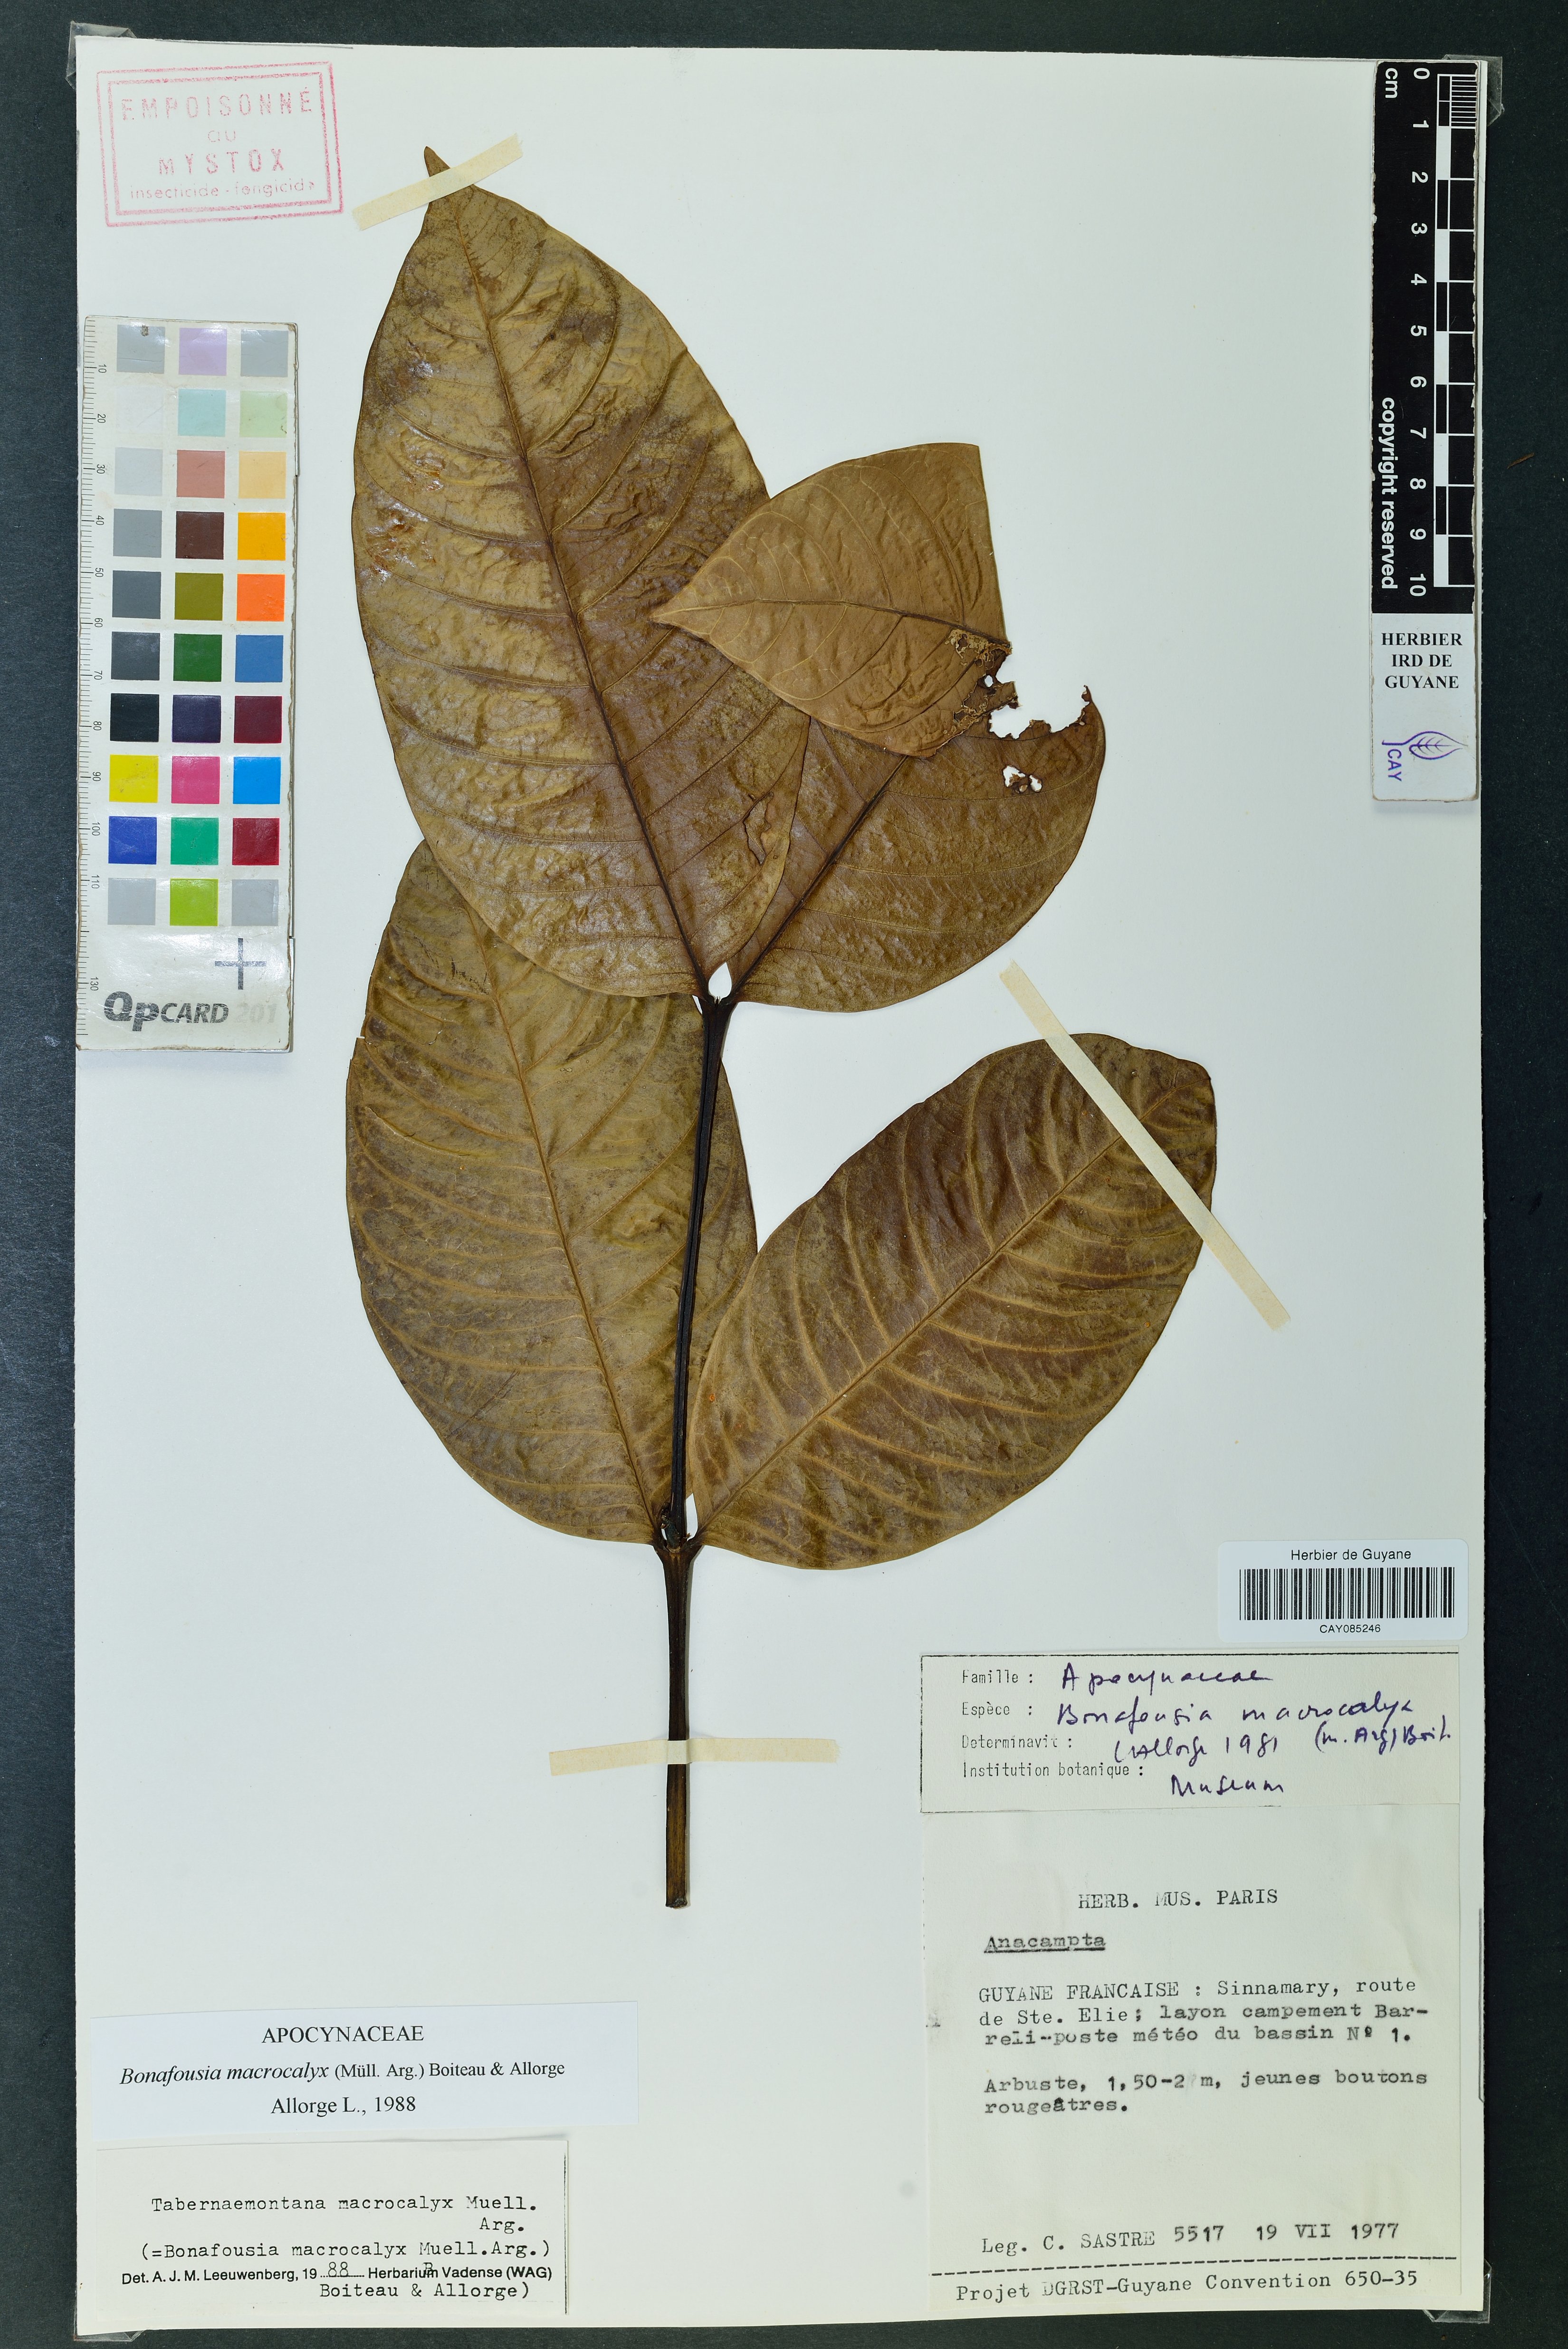 EMPOISONNÉ
au
MYSTOX
insecticide - fongicide
10
20
30
40
50
60
70
80
90
100
110
130
QPCARD 201
cm
0
1
2
3
4
5
6
7
8
9
10
copyright reserved
HERBIER
IRD DE
GUYANE
CAY
Herbier de Guyane
CAY085246
Famille : Apocynaceae
Espèce : Bonafousia macrocalyx
(M. Arg) Boit.
Determinavit : L Allorge 1981
Institution botanique :
Museum
HERB. MUS. PARIS
Anacampta
GUYANE FRANCAISE : Sinnamary, route
de Ste. Elie; layon campement Bar-
reli-poste météo du bassin Nº 1.
Arbuste, 1,50-2 m, jeunes boutons
rougeâtres.
Leg. C. SASTRE 5517 19 VII 1977
Projet DGRST-Guyane Convention 650-35
APOCYNACEAE
Bonafousia macrocalyx (Müll. Arg.) Boiteau & Allorge
Allorge L., 1988
Tabernaemontana macrocalyx Muell.
Arg.
(=Bonafousia macrocalyx Muell.Arg.)
Det. A. J. M. Leeuwenberg, 1988 Herbarium Vadense (WAG)
Boiteau & Allorge)